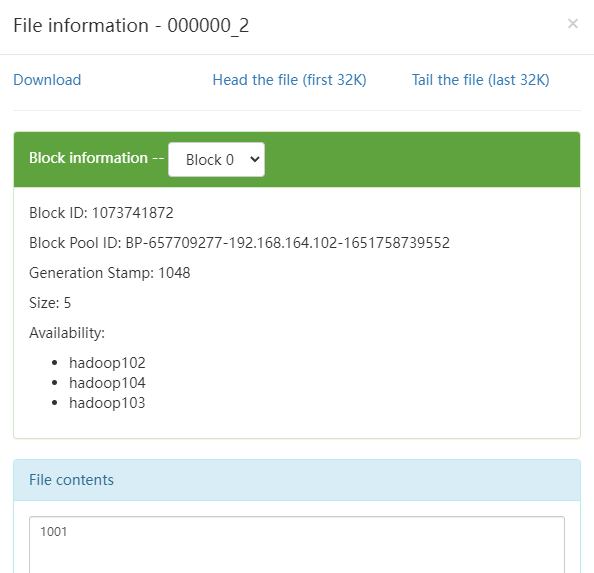 File information - 000000_2
×
Download Head the file (first 32K) Tail the file (last 32K)
Block information -- Block 0
Block ID: 1073741872
Block Pool ID: BP-657709277-192.168.164.102-1651758739552
Generation Stamp: 1048
Size: 5
Availability:
• hadoop102
• hadoop104
• hadoop103
File contents
1001